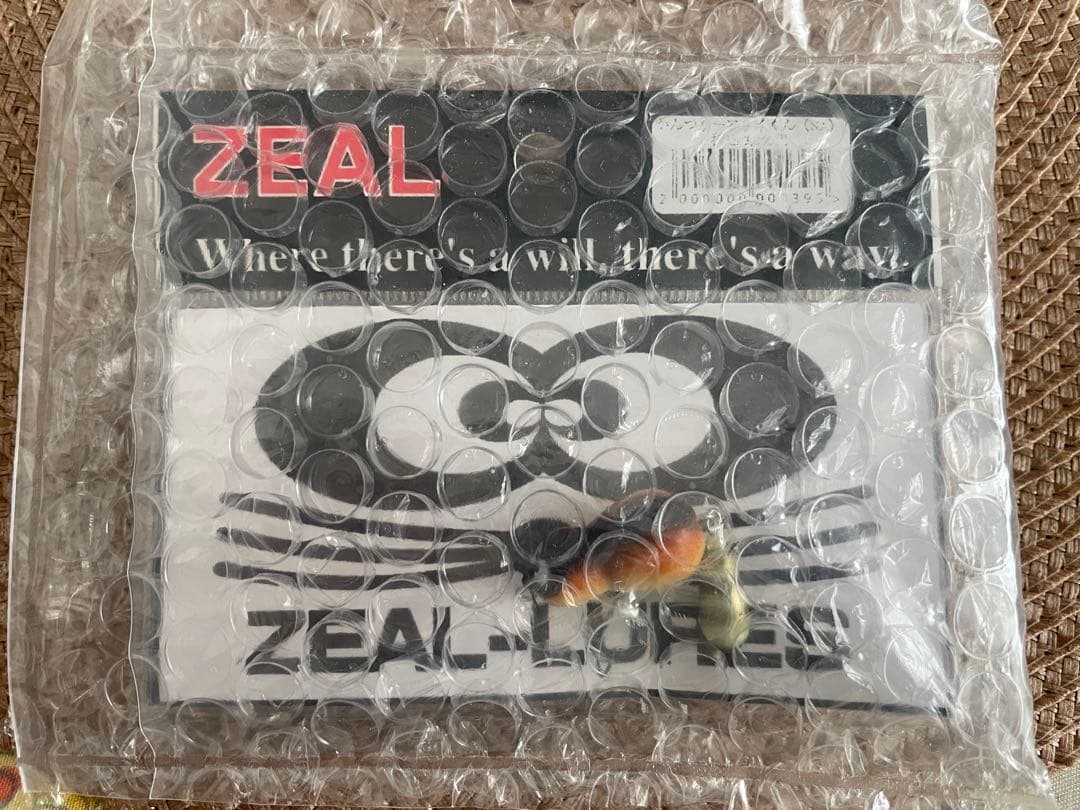 ZEAL
Where there's a will, there's a way.
ZEAL-LURES